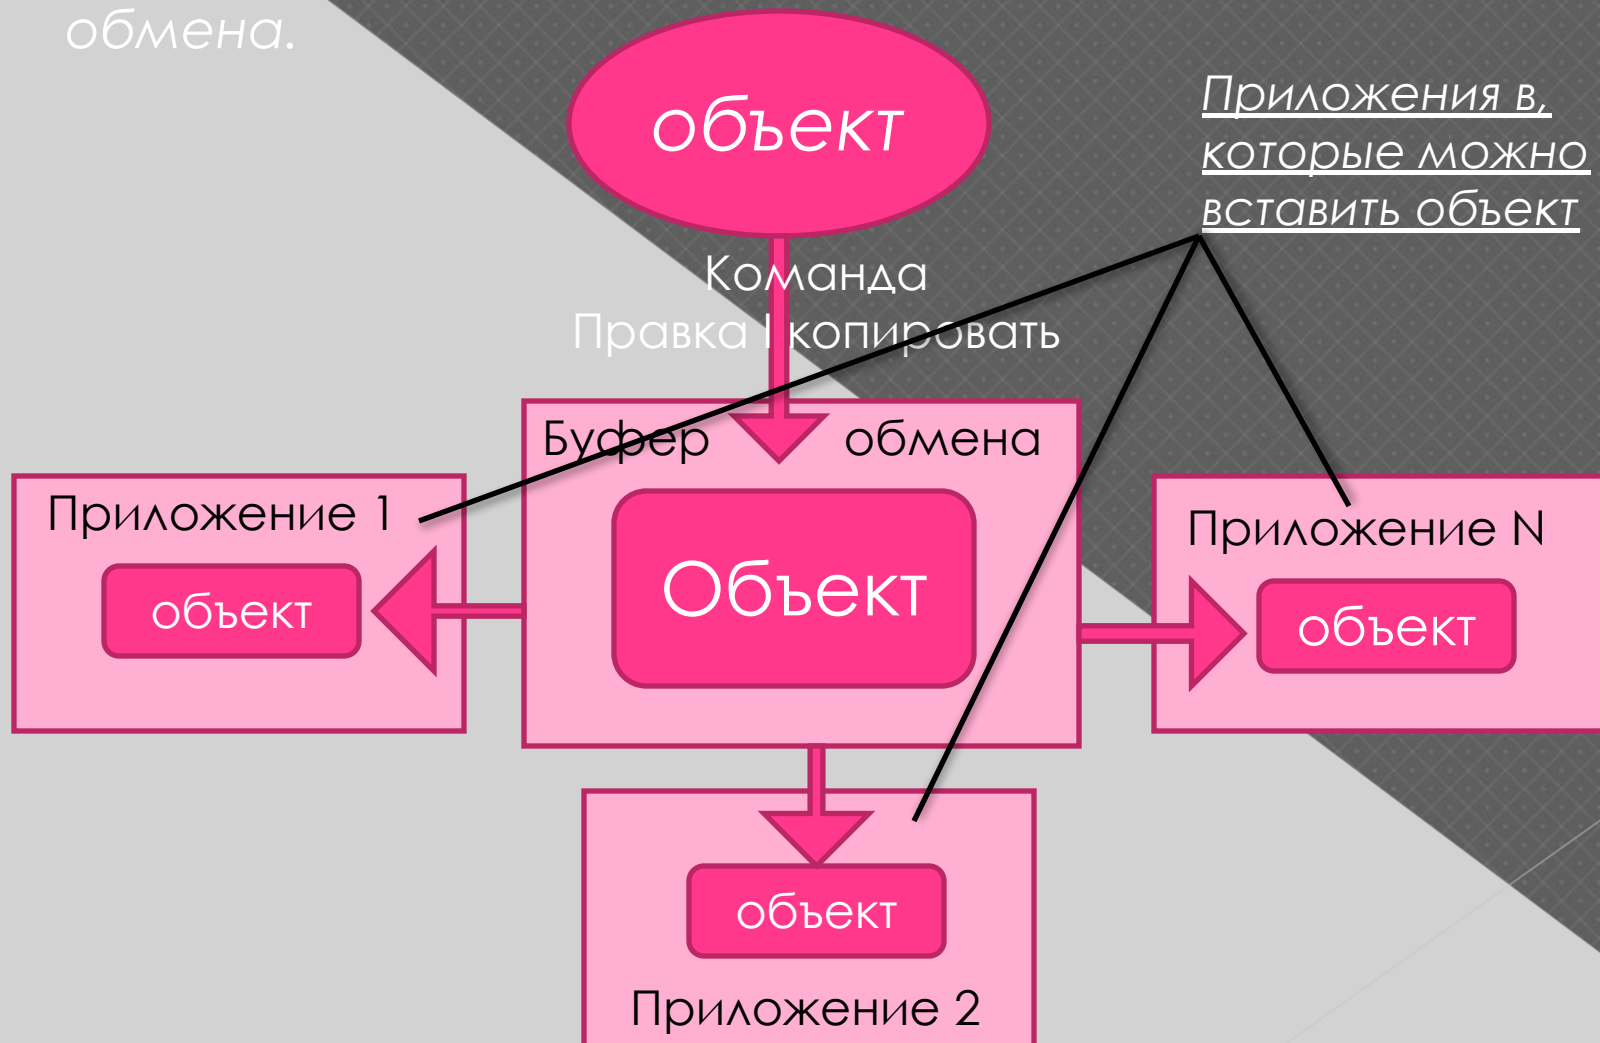 обмена.
объект
Приложения в,
которые можно
вставить объект
Команда
Правка I копировать
Буфер обмена
Объект
Приложение 1
объект
Приложение N
объект
объект
Приложение 2